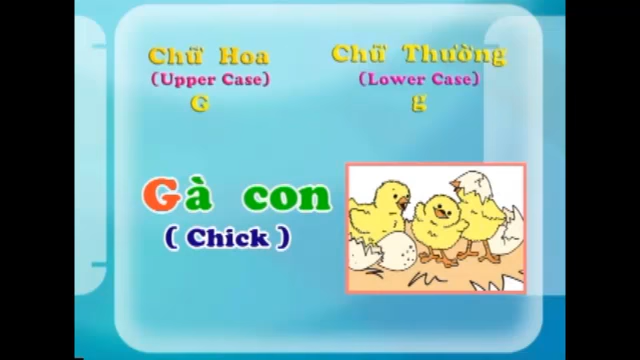 Chữ Hoa
(Upper Case)
G
Chữ Thường
(Lower Case)
g
Gà con
( Chick )